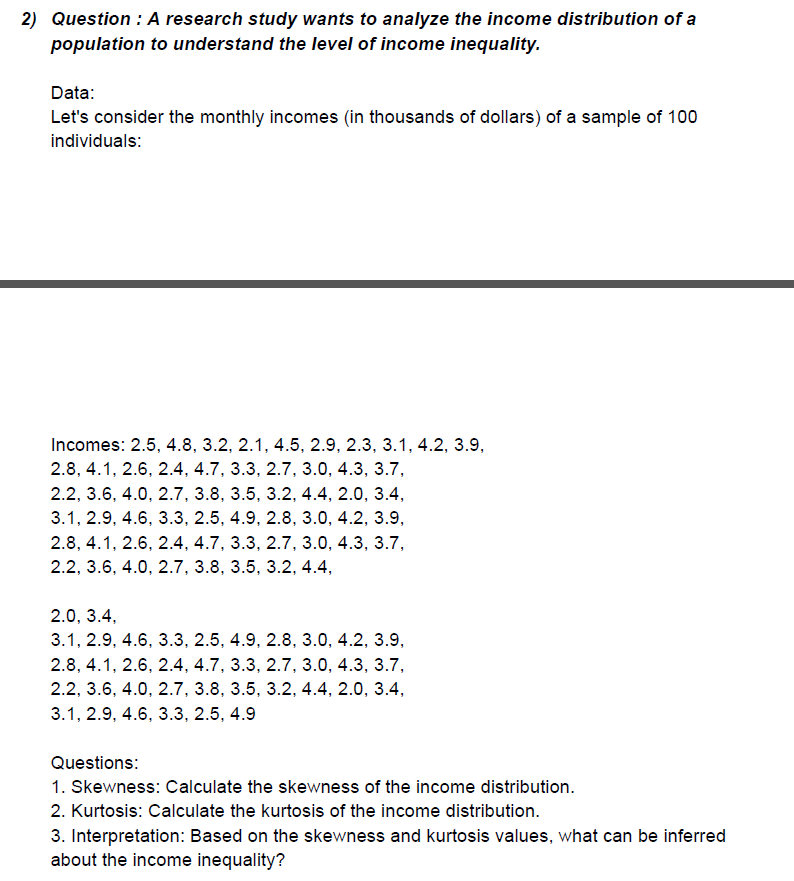 2) Question : A research study wants to analyze the income distribution of a
population to understand the level of income inequality.
Data:
Let's consider the monthly incomes (in thousands of dollars) of a sample of 100
individuals:
Incomes: 2.5, 4.8, 3.2, 2.1, 4.5, 2.9, 2.3, 3.1, 4.2, 3.9,
2.8, 4.1, 2.6, 2.4, 4.7, 3.3, 2.7, 3.0, 4.3, 3.7,
2.2, 3.6, 4.0, 2.7, 3.8, 3.5, 3.2, 4.4, 2.0, 3.4,
3.1, 2.9, 4.6, 3.3, 2.5, 4.9, 2.8, 3.0, 4.2, 3.9,
2.8, 4.1, 2.6, 2.4, 4.7, 3.3, 2.7, 3.0, 4.3, 3.7,
2.2, 3.6, 4.0, 2.7, 3.8, 3.5, 3.2, 4.4,
2.0, 3.4,
3.1, 2.9, 4.6, 3.3, 2.5, 4.9, 2.8, 3.0, 4.2, 3.9,
2.8, 4.1, 2.6, 2.4, 4.7, 3.3, 2.7, 3.0, 4.3, 3.7,
2.2, 3.6, 4.0, 2.7, 3.8, 3.5, 3.2, 4.4, 2.0, 3.4,
3.1, 2.9, 4.6, 3.3, 2.5, 4.9
Questions:
1. Skewness: Calculate the skewness of the income distribution.
2. Kurtosis: Calculate the kurtosis of the income distribution.
3. Interpretation: Based on the skewness and kurtosis values, what can be inferred
about the income inequality?